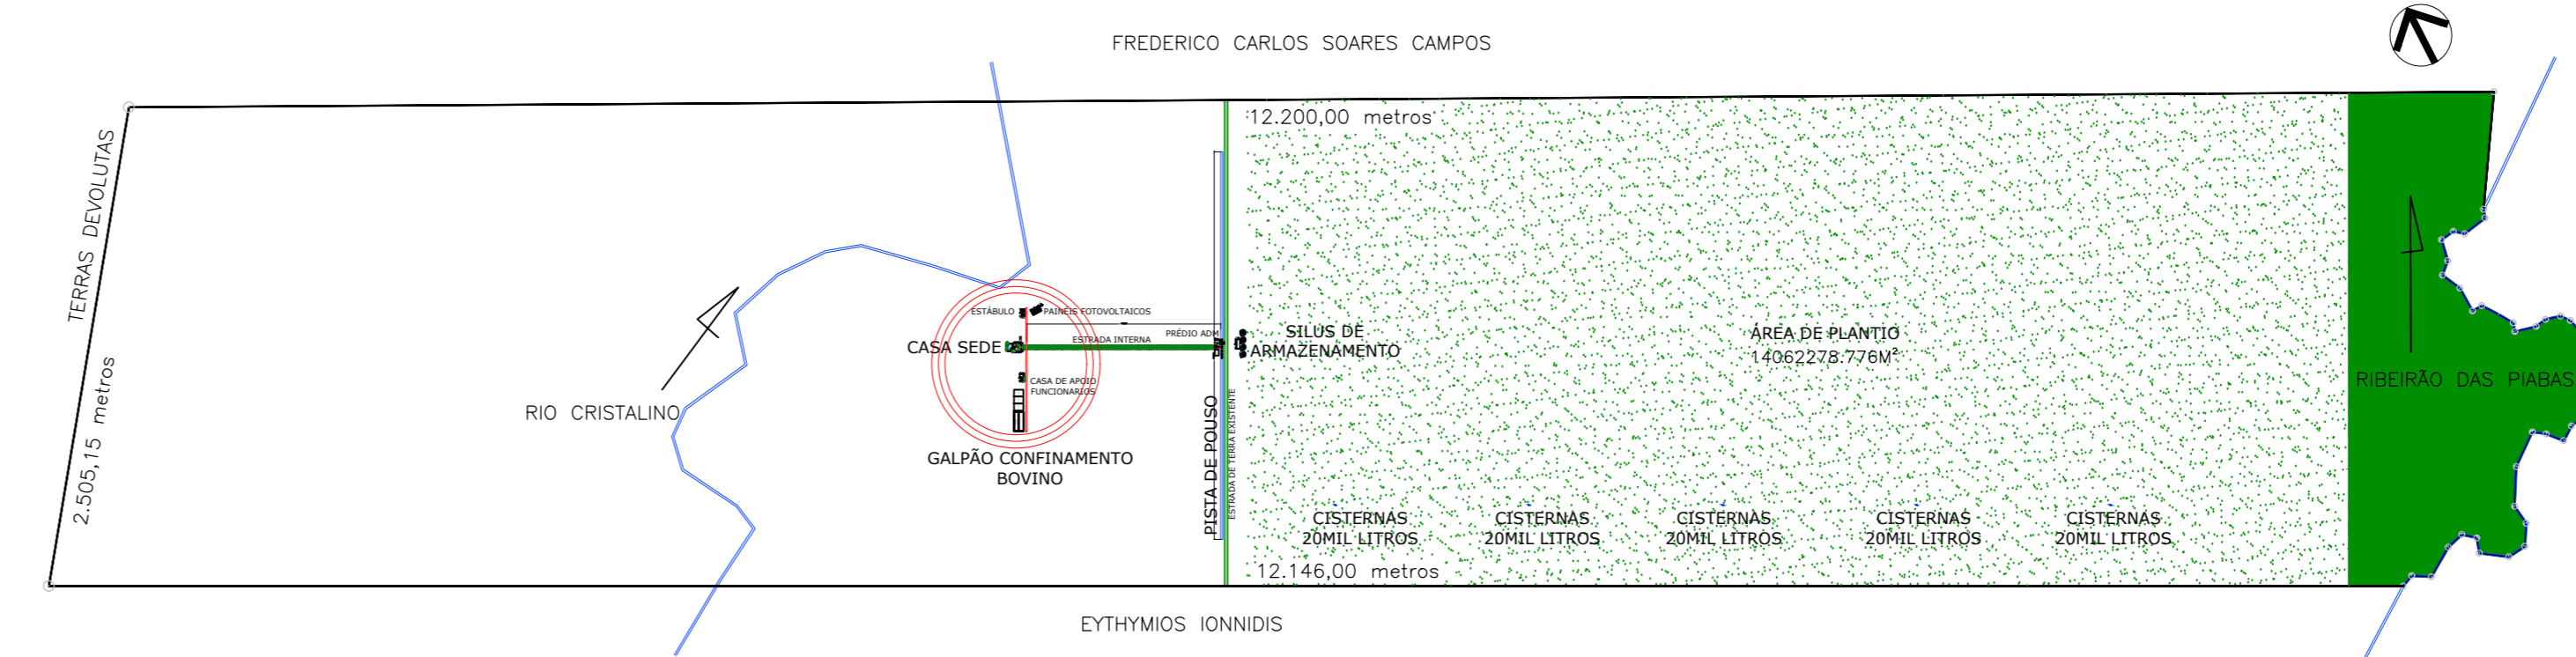 FREDERICO CARLOS SOARES CAMPOS
12.200,00 metros
TERRAS DEVOLUTAS
2.505,15 metros
RIO CRISTALINO
ESTÁBULO
PAINÉIS FOTOVOLTAICOS
PRÉDIO ADM
CASA SEDE
ESTRADA INTERNA
CASA DE APOIO
FUNCIONARIOS
GALPÃO CONFINAMENTO
BOVINO
PISTA DE POUSO
ESTRADA DE TERRA EXISTENTE
SILUS DE
ARMAZENAMENTO
ÁREA DE PLANTIO
14062278.776M²
RIBEIRÃO DAS PIABAS
CISTERNAS
20MIL LITROS
CISTERNAS
20MIL LITROS
CISTERNAS
20MIL LITROS
CISTERNAS
20MIL LITROS
CISTERNAS
20MIL LITROS
12.146,00 metros
EYTHYMIOS IONNIDIS